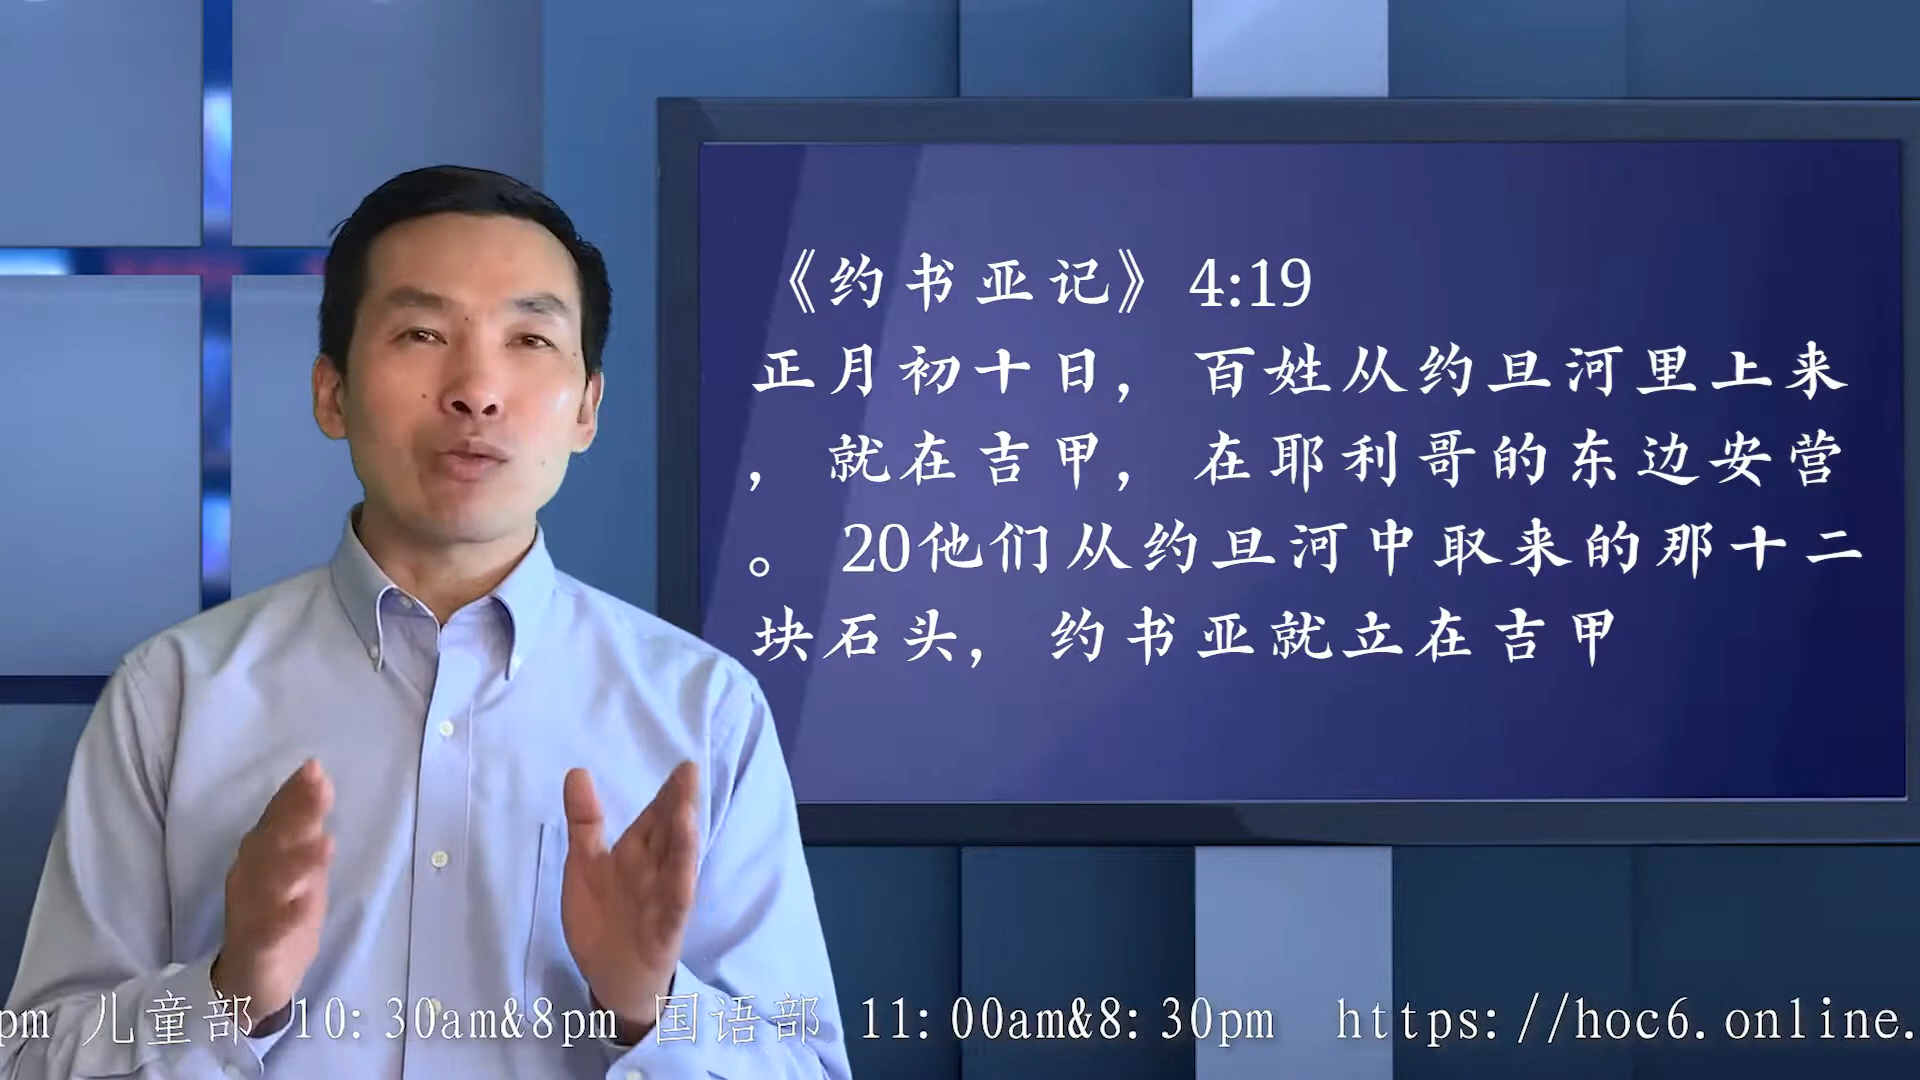 《约书亚记》4:19
正月初十日，百姓从约旦河里上来
，就在吉甲，在耶利哥的东边安营
。20他们从约旦河中取来的那十二
块石头，约书亚就立在吉甲
pm 儿童部 10:30am&8pm 国语部 11:00am&8:30pm https://hoc6.online.